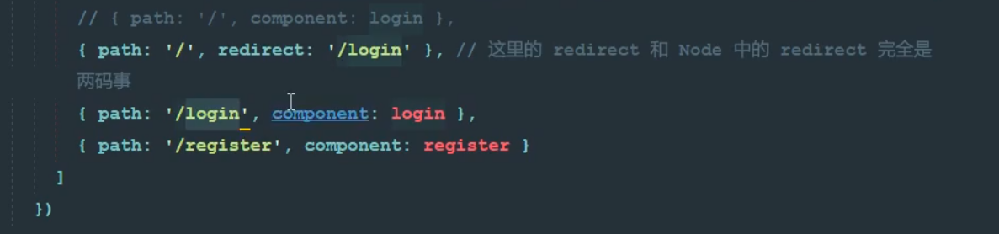 // { path: '/', component: login },
{ path: '/', redirect: '/login' }, // 这里的 redirect 和 Node 中的 redirect 完全是
两码事
{ path: '/login', component: login },
{ path: '/register', component: register }
]
})